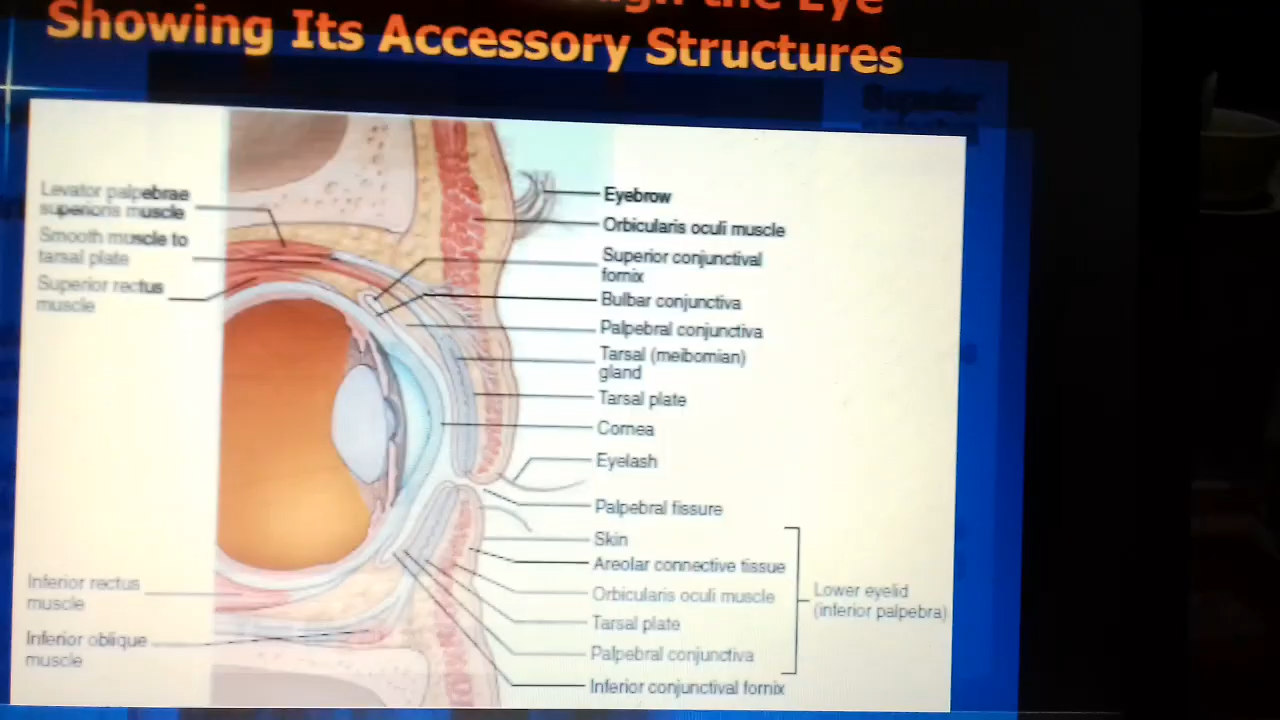 the Eye
Showing Its Accessory Structures
Superior
Levator palpebrae
superioris muscle
Smooth muscle to
tarsal plate
Superior rectus
muscle
Inferior rectus
muscle
Inferior oblique
muscle
Eyebrow
Orbicularis oculi muscle
Superior conjunctival
fornix
Bulbar conjunctiva
Palpebral conjunctiva
Tarsal (meibomian)
gland
Tarsal plate
Cornea
Eyelash
Palpebral fissure
Skin
Areolar connective tissue
Orbicularis oculi muscle
Tarsal plate
Palpebral conjunctiva
Inferior conjunctival fornix
Lower eyelid
(inferior palpebra)